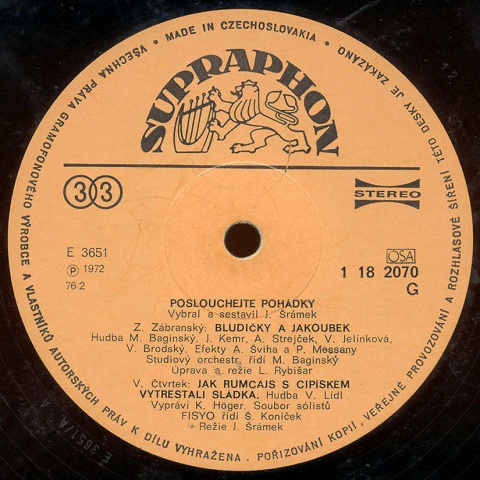 VŠECHNA PRÁVA GRAMOFONOVÉHO VÝROBCE A VLASTNÍKŮ AUTORSKÝCH PRÁV K DÍLU VYHRAŽENA. POŘIZOVÁNÍ KOPIÍ, VEŘEJNÉ PROVOZOVÁNÍ A ROZHLASOVÉ ŠÍŘENÍ TÉTO DESKY JE ZAKÁZÁNO • MADE IN CZECHOSLOVAKIA •
SUPRAPHON
33
STEREO
E 3651
℗ 1972
76 2
OSA
1 18 2070
G
POSLOUCHEJTE POHÁDKY
Vybral a sestavil J. Šrámek
Z. Zábranský: BLUDIČKY A JAKOUBEK
Hudba M. Baginský, J. Kemr, A. Strejček, V. Jelínková,
V. Brodský. Efekty A. Šviha a P. Messany
Studiový orchestr, řídí M. Baginský
Úprava a režie L. Rybišar
V. Čtvrtek: JAK RUMCAJS S CIPÍSKEM
VYTRESTALI SLÁDKA, Hudba V. Lidl
Vypráví K. Höger. Soubor sólistů
FISYO řídí Š. Koníček
Režie J. Šrámek